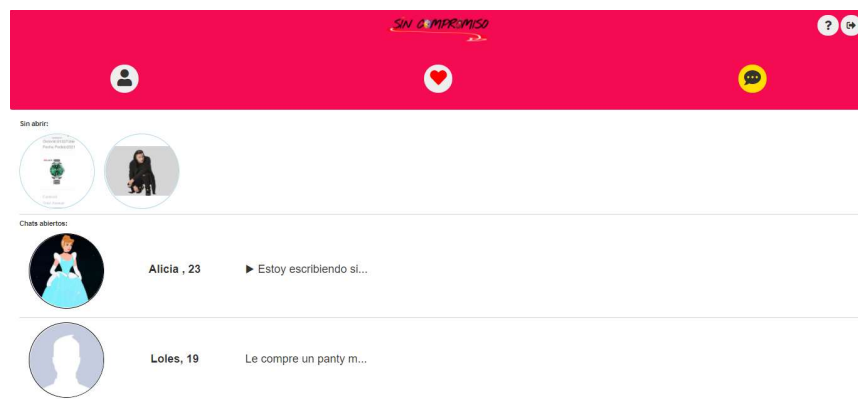 SIN COMPROMISO
?
Sin abrir:
Chats abiertos:
Alicia , 23
▶ Estoy escribiendo si...
Loles, 19
Le compre un panty m...